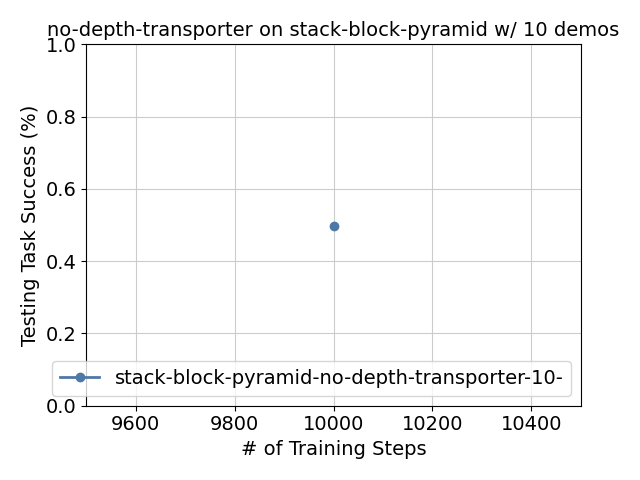 no-depth-transporter on stack-block-pyramid w/ 10 demos
1.0
0.8
0.6
0.4
0.2
0.0
Testing Task Success (%)
stack-block-pyramid-no-depth-transporter-10-
9600 9800 10000 10200 10400
# of Training Steps